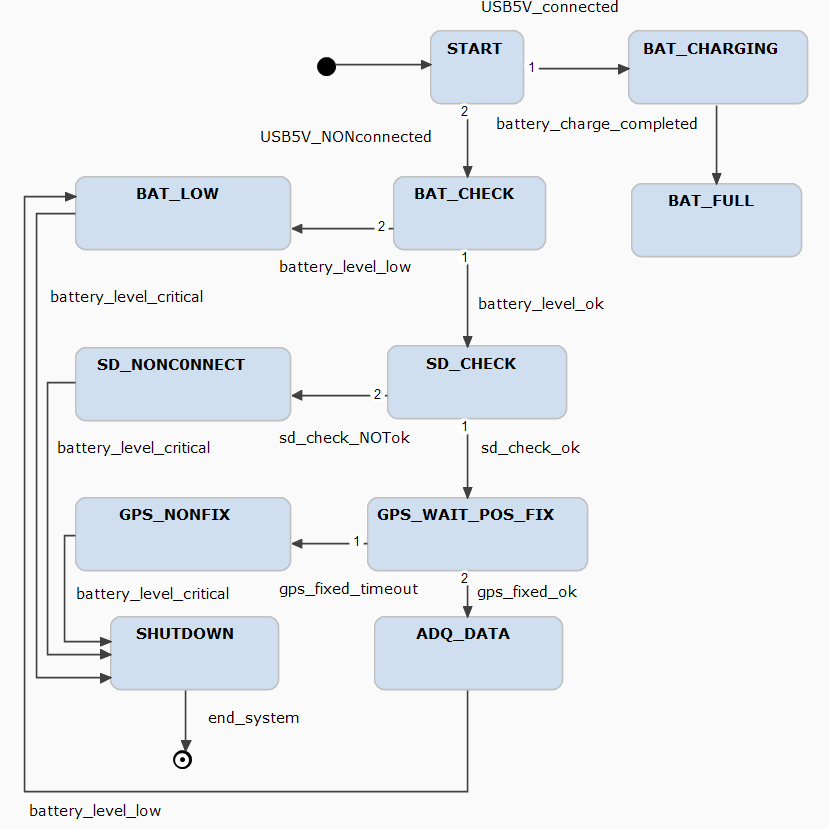 USB5V_connected
START
1
BAT_CHARGING
2
battery_charge_completed
USB5V_NONconnected
BAT_LOW
BAT_CHECK
BAT_FULL
2
1
battery_level_low
battery_level_critical
battery_level_ok
SD_NONC0NNECT
SD_CHECK
2
1
sd_check_NOTok
battery_level_critical
sd_check_ok
GPS_NONFIX
GPS_WAIT_POS_FIX
1
2
gps_fixed_timeout
battery_level_critical
gps_fixed_ok
SHUTDOWN
ADQ_DATA
end_system
battery_level_low